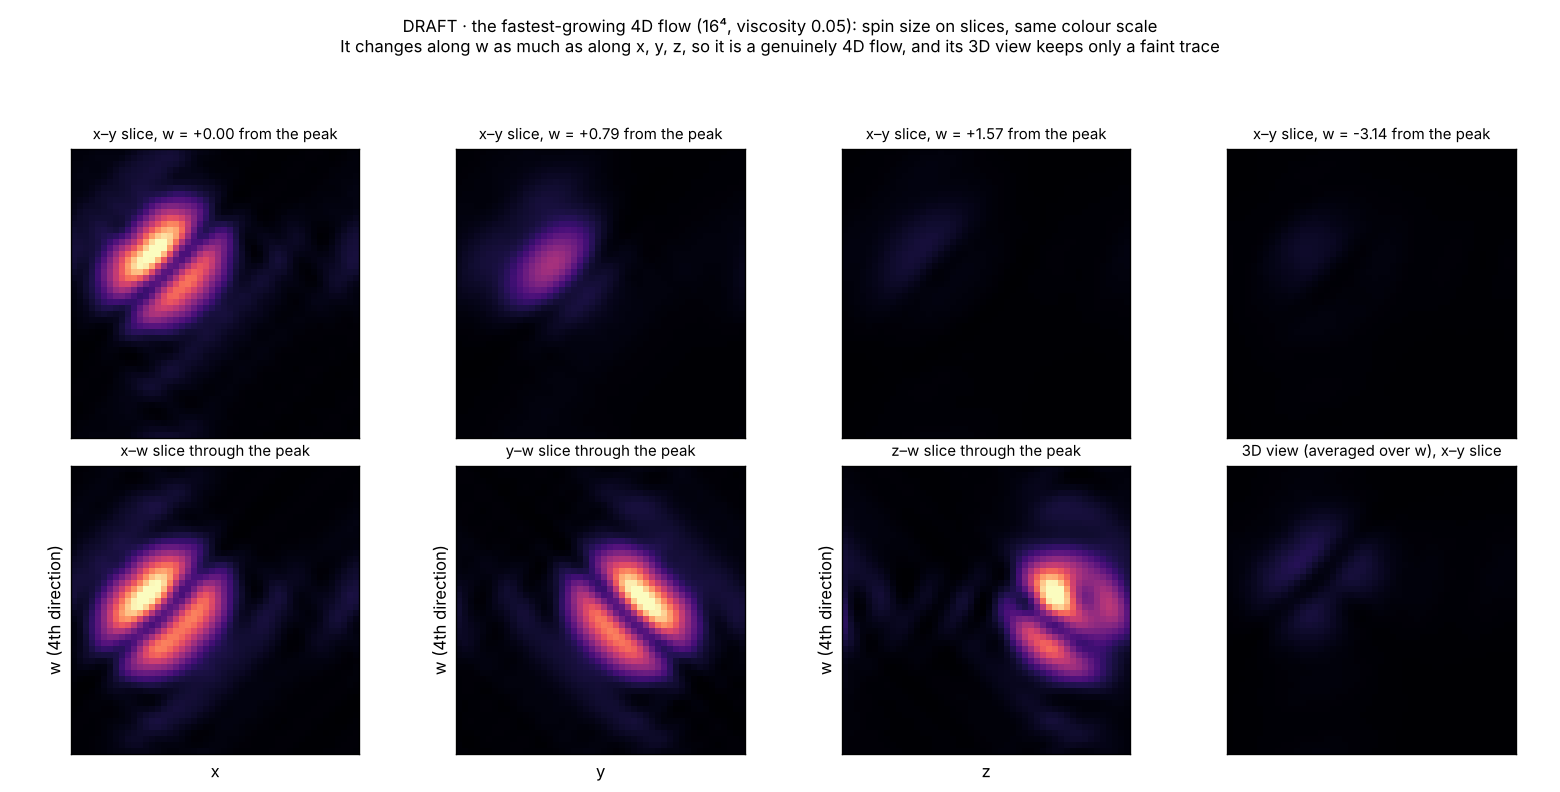 DRAFT · the fastest-growing 4D flow (16⁴, viscosity 0.05): spin size on slices, same colour scale
It changes along w as much as along x, y, z, so it is a genuinely 4D flow, and its 3D view keeps only a faint trace
x–y slice, w = +0.00 from the peak
x–y slice, w = +0.79 from the peak
x–y slice, w = +1.57 from the peak
x–y slice, w = -3.14 from the peak
x–w slice through the peak
y–w slice through the peak
z–w slice through the peak
3D view (averaged over w), x–y slice
w (4th direction)
w (4th direction)
w (4th direction)
x
y
z